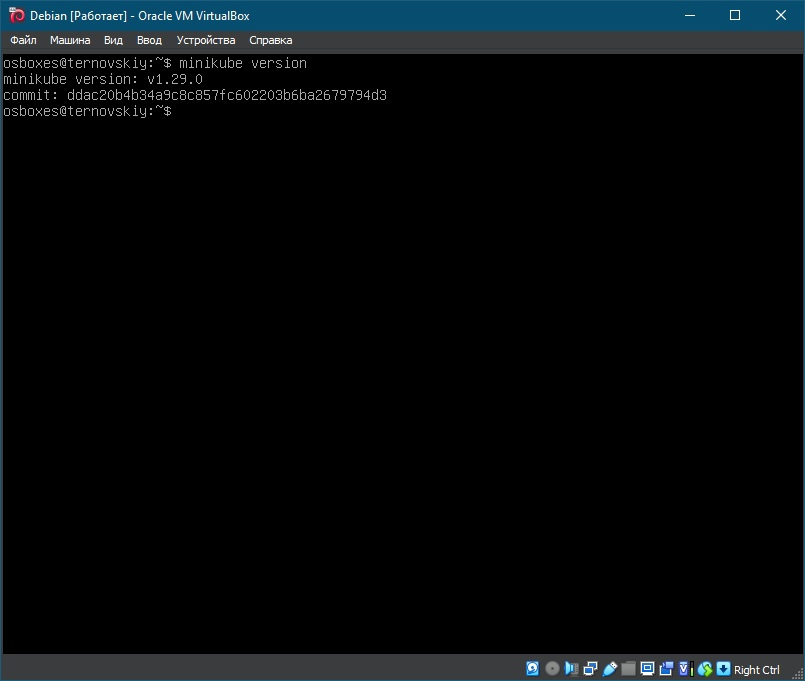 Debian [Работает] - Oracle VM VirtualBox
Файл Машина Вид Ввод Устройства Справка
osboxes@ternovskiy:~$ minikube version
minikube version: v1.29.0
commit: ddac20b4b34a9c8c857fc602203b6ba2679794d3
osboxes@ternovskiy:~$
Right Ctrl